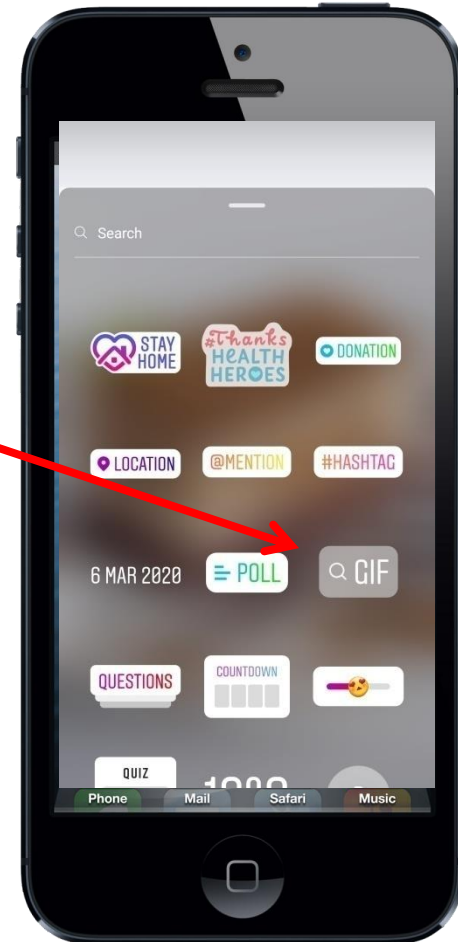 Search
STAY
HOME
#Thanks
HEALTH
HEROES
DONATION
LOCATION
@MENTION
#HASHTAG
6 MAR 2020
POLL
GIF
QUESTIONS
COUNTDOWN
QUIZ
Phone Mail Safari Music